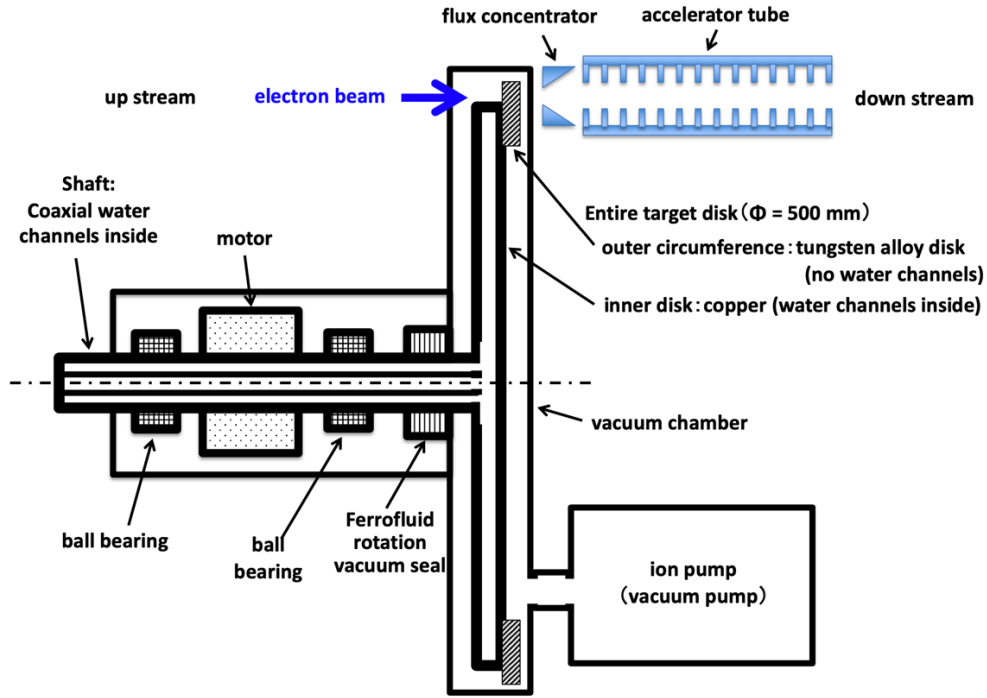 flux concentrator
accelerator tube
up stream
electron beam
down stream
Shaft:
Coaxial water
channels inside
motor
Entire target disk（Φ = 500 mm）
outer circumference：tungsten alloy disk
(no water channels)
inner disk：copper (water channels inside)
vacuum chamber
ball bearing
ball
bearing
Ferrofluid
rotation
vacuum seal
ion pump
（vacuum pump）